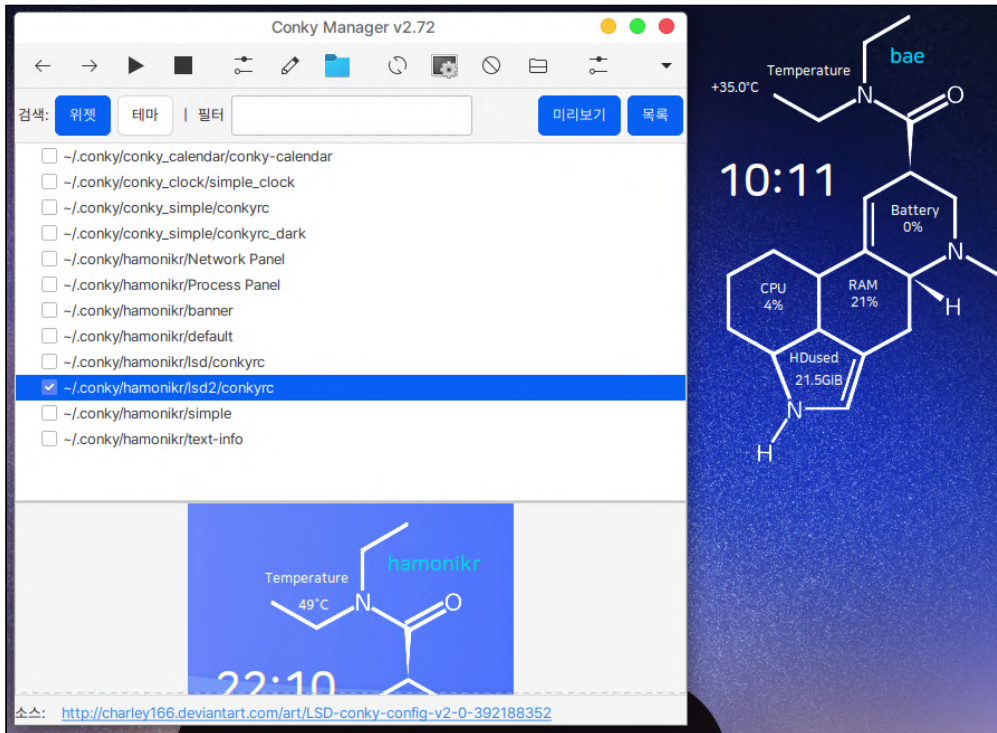 Conky Manager v2.72
검색: 위젯 테마 | 필터 미리보기 목록
~/.conky/conky_calendar/conky-calendar
~/.conky/conky_clock/simple_clock
~/.conky/conky_simple/conkyrc
~/.conky/conky_simple/conkyrc_dark
~/.conky/hamonikr/Network Panel
~/.conky/hamonikr/Process Panel
~/.conky/hamonikr/banner
~/.conky/hamonikr/default
~/.conky/hamonikr/lsd/conkyrc
~/.conky/hamonikr/lsd2/conkyrc
~/.conky/hamonikr/simple
~/.conky/hamonikr/text-info
hamonikr
Temperature
49°C N O
22:10
소스: http://charley166.deviantart.com/art/LSD-conky-config-v2-0-392188352
bae
Temperature
+35.0°C N O
10:11
Battery
0%
N
CPU RAM
4% 21%
H
HDused
21.5GiB
N
H